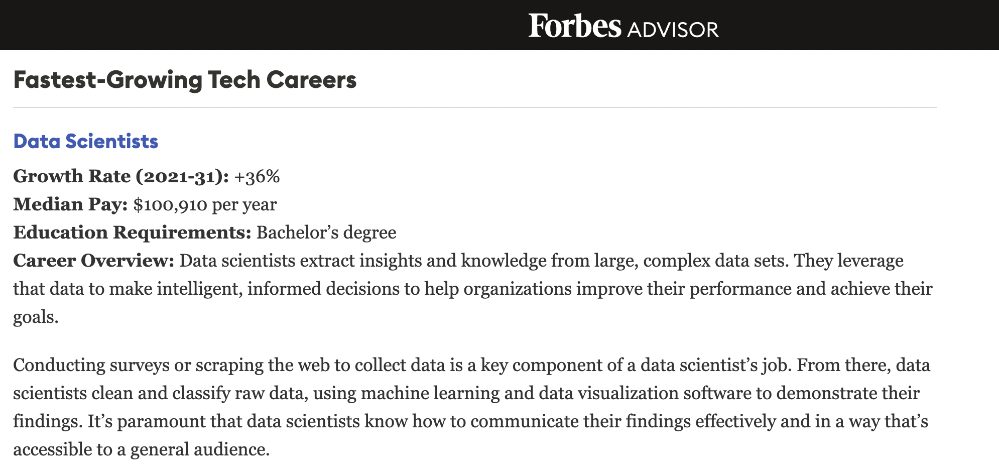 Forbes ADVISOR
Fastest-Growing Tech Careers
Data Scientists
Growth Rate (2021-31): +36%
Median Pay: $100,910 per year
Education Requirements: Bachelor’s degree
Career Overview: Data scientists extract insights and knowledge from large, complex data sets. They leverage
that data to make intelligent, informed decisions to help organizations improve their performance and achieve their
goals.
Conducting surveys or scraping the web to collect data is a key component of a data scientist’s job. From there, data
scientists clean and classify raw data, using machine learning and data visualization software to demonstrate their
findings. It’s paramount that data scientists know how to communicate their findings effectively and in a way that’s
accessible to a general audience.